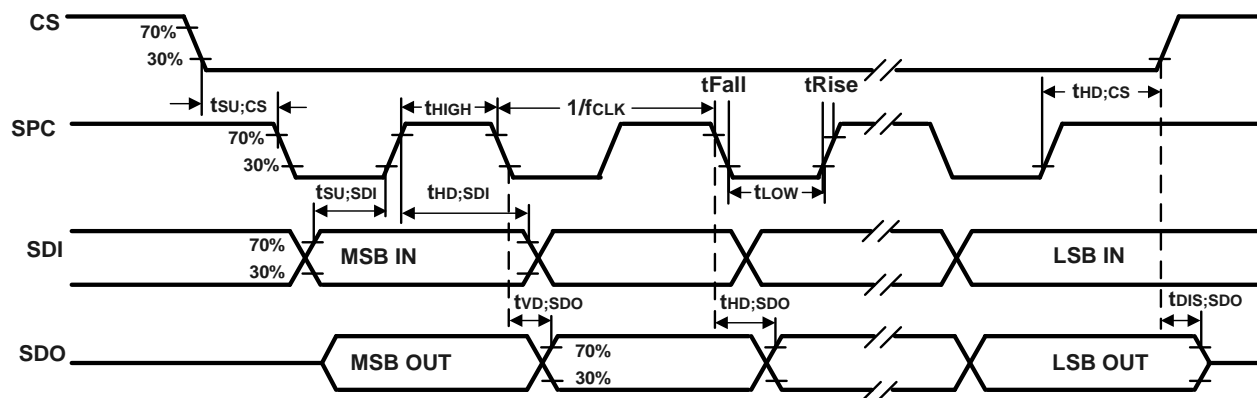 CS
70%
30%
tSU;CS
tHIGH
1/fCLK
tFall
tRise
tHD;CS
SPC
70%
30%
tSU;SDI
tHD;SDI
tLOW
SDI
70%
30%
MSB IN
LSB IN
tVD;SDO
tHD;SDO
tDIS;SDO
SDO
MSB OUT
70%
30%
LSB OUT